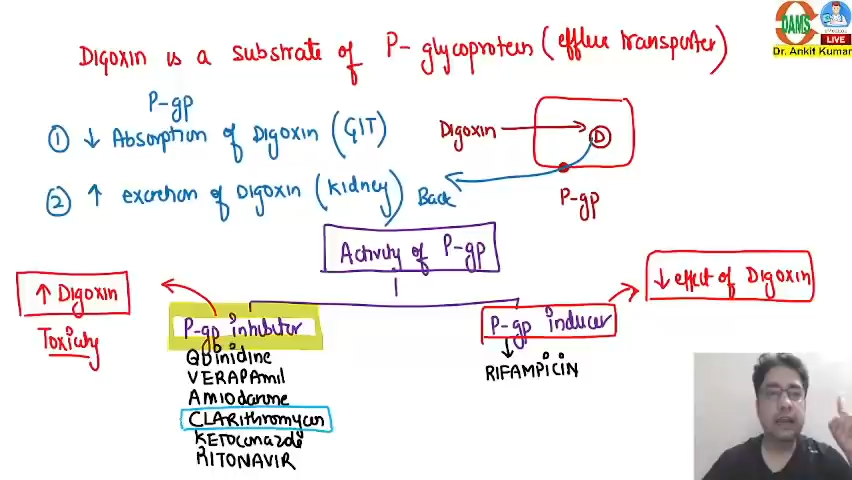 DAMS
LIVE
Dr. Ankit Kumar
Digoxin is a substrate of P-glycoprotein (efflux transporter)
P-gp
① ↓ Absorption of Digoxin (GIT)
② ↑ excretion of Digoxin (Kidney)
Digoxin
D
Back
P-gp
Activity of P-gp
↑ Digoxin
Toxicity
↓ effect of Digoxin
P-gp inhibitor
QUINIDINE
VERAPAMIL
AMIODARONE
CLARITHROMYCIN
KETOCONAZOLE
RITONAVIR
P-gp inducer
RIFAMPICIN